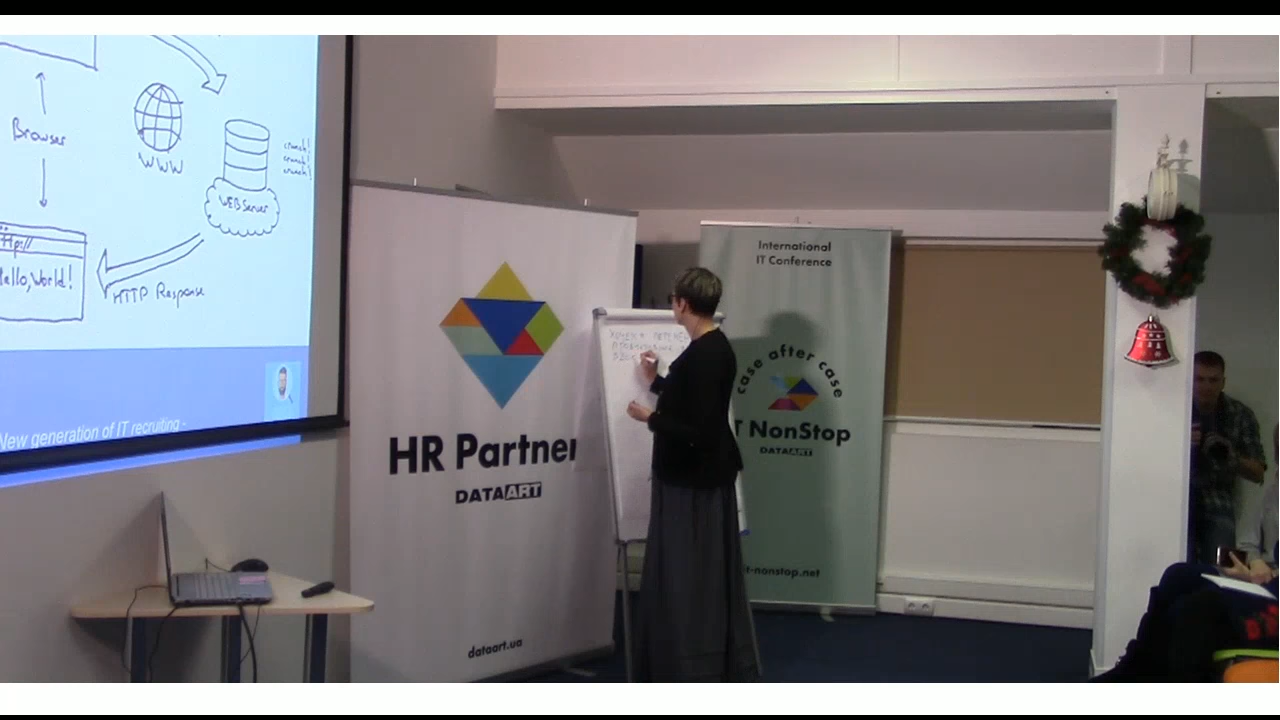 Browser
WWW
crunch!
crunch!
crunch!
WEB Server
ttp://
Hello, World!
HTTP Response
New generation of IT recruiting -
HR Partner
DATAART
dataart.ua
International
IT Conference
case after case
IT NonStop
DATAART
it-nonstop.net